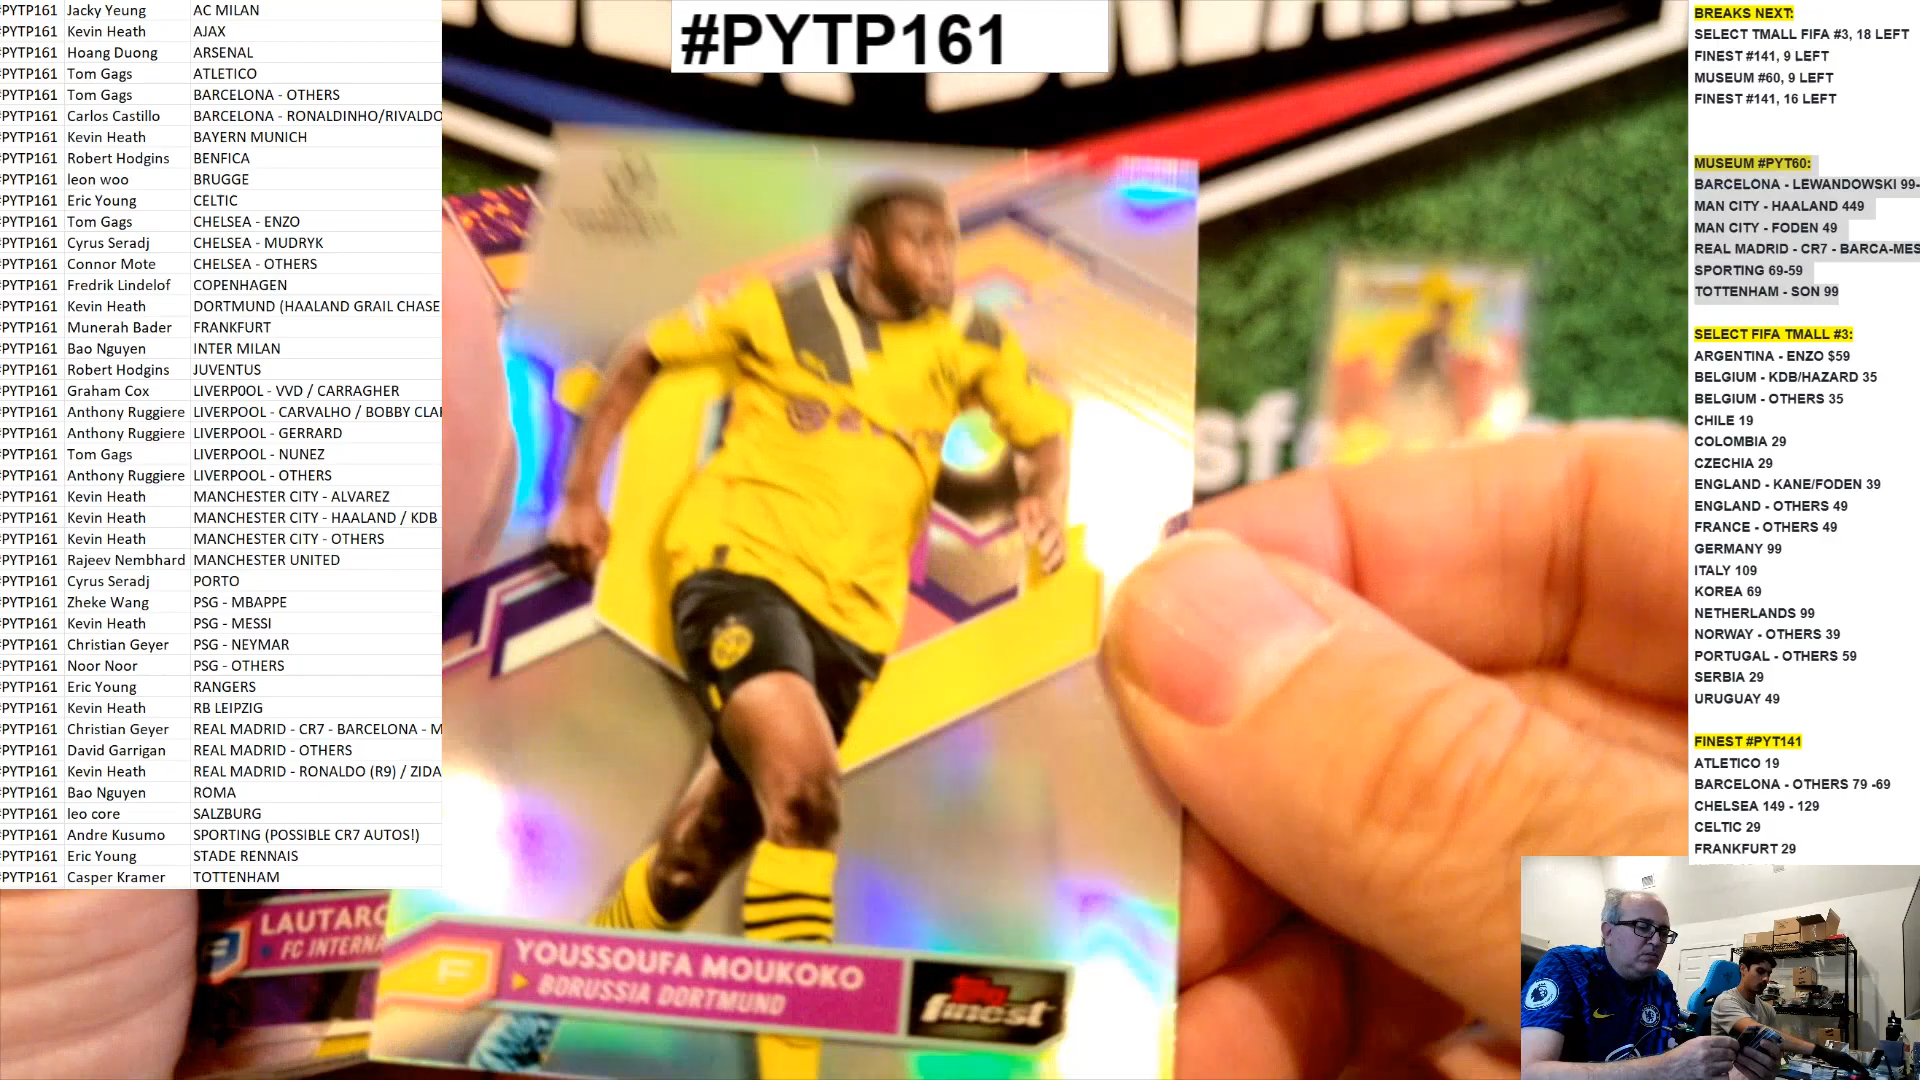 #PYTP161
#PYTP161 Jacky Yeung AC MILAN
#PYTP161 Kevin Heath AJAX
#PYTP161 Hoang Duong ARSENAL
#PYTP161 Tom Gags ATLETICO
#PYTP161 Tom Gags BARCELONA - OTHERS
#PYTP161 Carlos Castillo BARCELONA - RONALDINHO/RIVALDO
#PYTP161 Kevin Heath BAYERN MUNICH
#PYTP161 Robert Hodgins BENFICA
#PYTP161 leon woo BRUGGE
#PYTP161 Eric Young CELTIC
#PYTP161 Tom Gags CHELSEA - ENZO
#PYTP161 Cyrus Seradj CHELSEA - MUDRYK
#PYTP161 Connor Mote CHELSEA - OTHERS
#PYTP161 Fredrik Lindelof COPENHAGEN
#PYTP161 Kevin Heath DORTMUND (HAALAND GRAIL CHASE
#PYTP161 Munerah Bader FRANKFURT
#PYTP161 Bao Nguyen INTER MILAN
#PYTP161 Robert Hodgins JUVENTUS
#PYTP161 Graham Cox LIVERP0OL - VVD / CARRAGHER
#PYTP161 Anthony Ruggiere LIVERPOOL - CARVALHO / BOBBY CLAR
#PYTP161 Anthony Ruggiere LIVERPOOL - GERRARD
#PYTP161 Tom Gags LIVERPOOL - NUNEZ
#PYTP161 Anthony Ruggiere LIVERPOOL - OTHERS
#PYTP161 Kevin Heath MANCHESTER CITY - ALVAREZ
#PYTP161 Kevin Heath MANCHESTER CITY - HAALAND / KDB
#PYTP161 Kevin Heath MANCHESTER CITY - OTHERS
#PYTP161 Rajeev Nembhard MANCHESTER UNITED
#PYTP161 Cyrus Seradj PORTO
#PYTP161 Zheke Wang PSG - MBAPPE
#PYTP161 Kevin Heath PSG - MESSI
#PYTP161 Christian Geyer PSG - NEYMAR
#PYTP161 Noor Noor PSG - OTHERS
#PYTP161 Eric Young RANGERS
#PYTP161 Kevin Heath RB LEIPZIG
#PYTP161 Christian Geyer REAL MADRID - CR7 - BARCELONA - M
#PYTP161 David Garrigan REAL MADRID - OTHERS
#PYTP161 Kevin Heath REAL MADRID - RONALDO (R9) / ZIDA
#PYTP161 Bao Nguyen ROMA
#PYTP161 leo core SALZBURG
#PYTP161 Andre Kusumo SPORTING (POSSIBLE CR7 AUTOS!)
#PYTP161 Eric Young STADE RENNAIS
#PYTP161 Casper Kramer TOTTENHAM
LAUTARO
FC INTERNA
YOUSSOUFA MOUKOKO
BORUSSIA DORTMUND
Topps
finest
BREAKS NEXT:
SELECT TMALL FIFA #3, 18 LEFT
FINEST #141, 9 LEFT
MUSEUM #60, 9 LEFT
FINEST #141, 16 LEFT
MUSEUM #PYT60:
BARCELONA - LEWANDOWSKI 99-
MAN CITY - HAALAND 449
MAN CITY - FODEN 49
REAL MADRID - CR7 - BARCA-MES
SPORTING 69-59
TOTTENHAM - SON 99
SELECT FIFA TMALL #3:
ARGENTINA - ENZO $59
BELGIUM - KDB/HAZARD 35
BELGIUM - OTHERS 35
CHILE 19
COLOMBIA 29
CZECHIA 29
ENGLAND - KANE/FODEN 39
ENGLAND - OTHERS 49
FRANCE - OTHERS 49
GERMANY 99
ITALY 109
KOREA 69
NETHERLANDS 99
NORWAY - OTHERS 39
PORTUGAL - OTHERS 59
SERBIA 29
URUGUAY 49
FINEST #PYT141
ATLETICO 19
BARCELONA - OTHERS 79 -69
CHELSEA 149 - 129
CELTIC 29
FRANKFURT 29